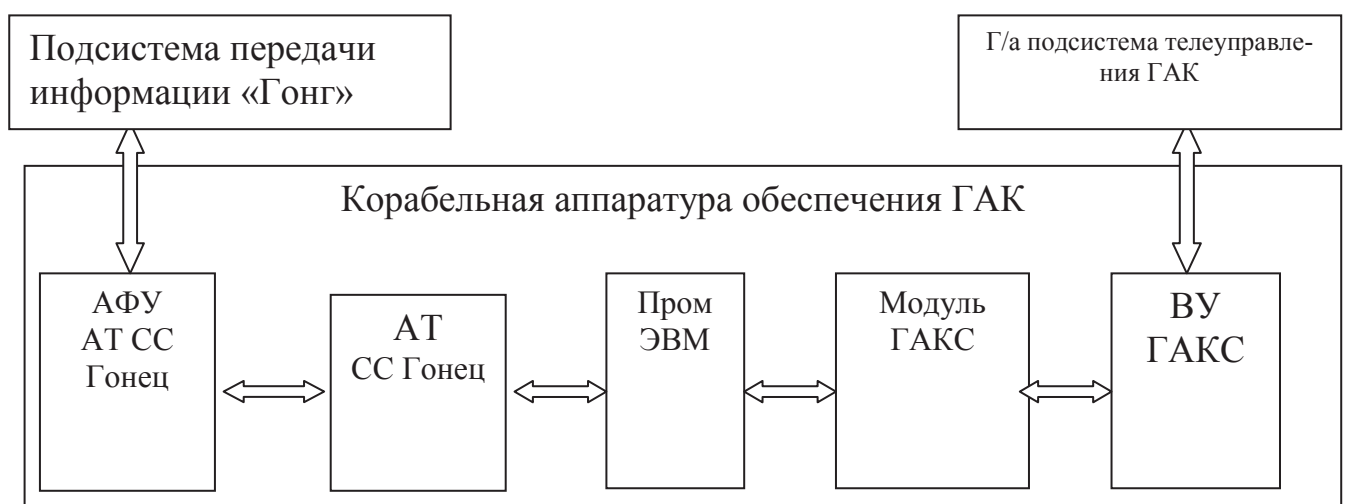 Подсистема передачи
информации «Гонг»
Г/а подсистема телеуправле-
ния ГАК
Корабельная аппаратура обеспечения ГАК
АФУ
АТ СС
Гонец
АТ
СС Гонец
Пром
ЭВМ
Модуль
ГАКС
ВУ
ГАКС